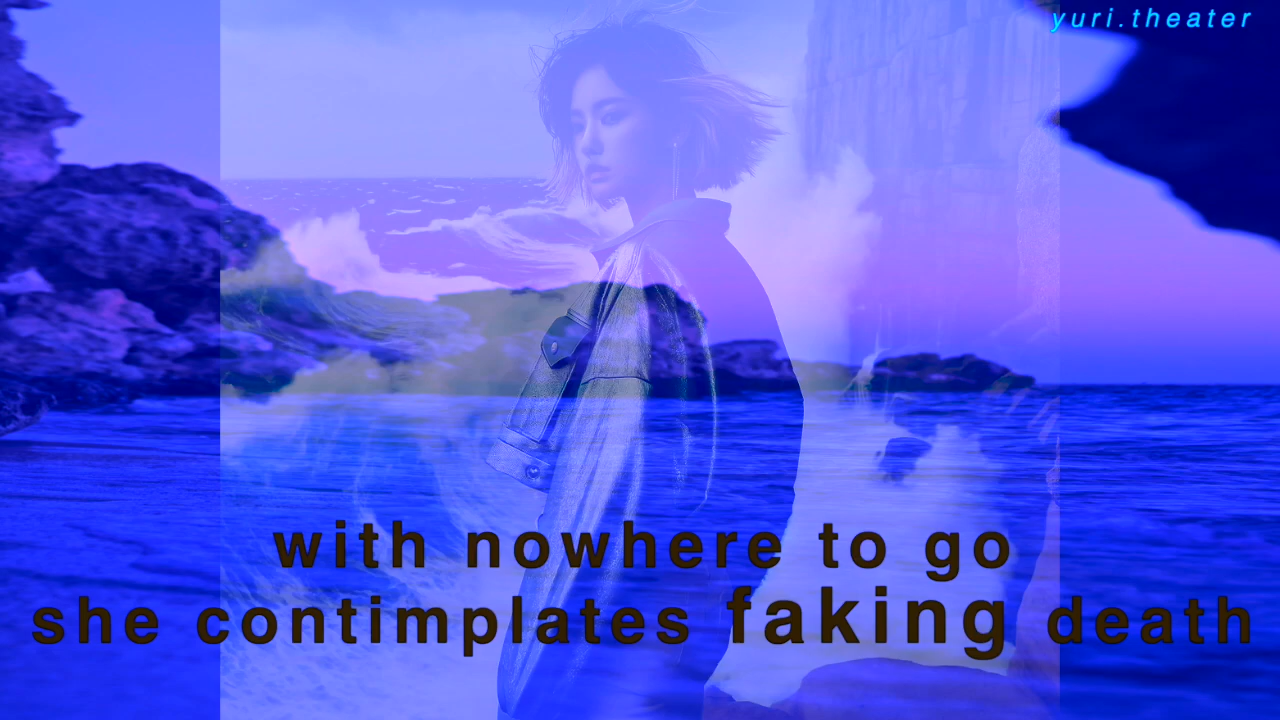 yuri.theater
with nowhere to go
she contimplates faking death